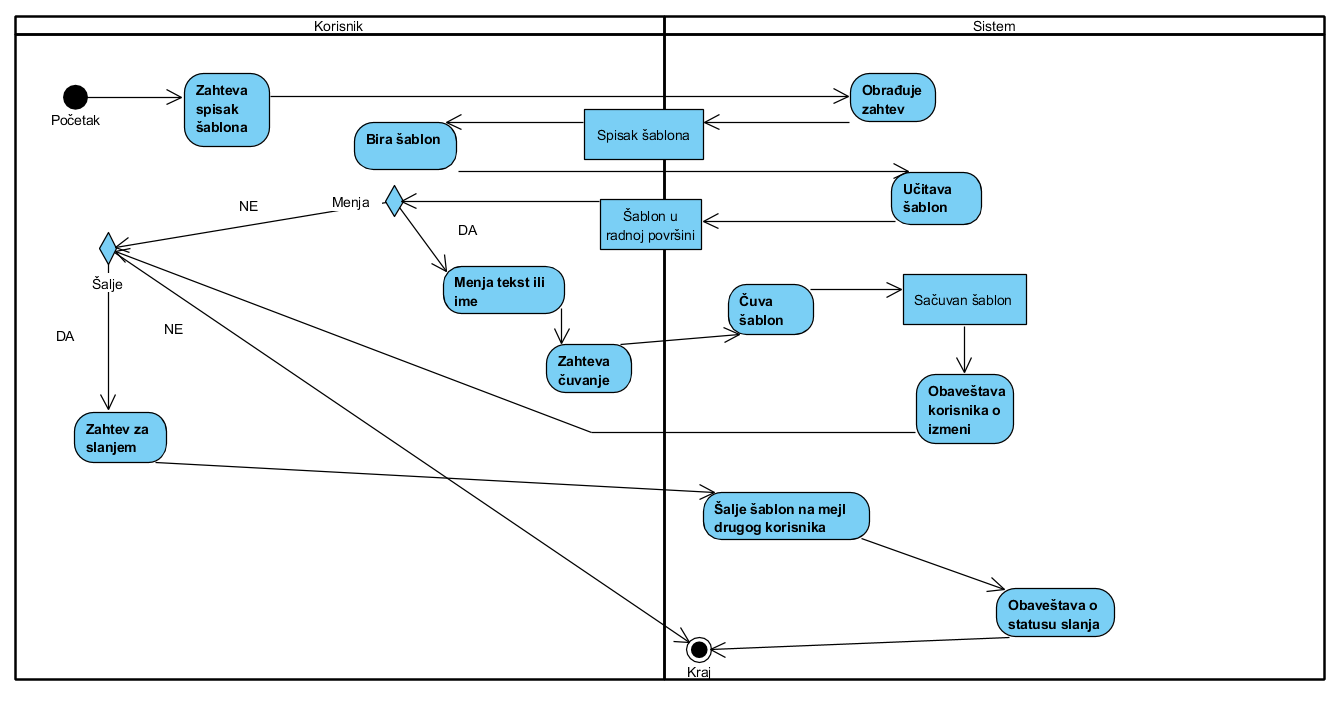 Korisnik
Sistem
Početak
Zahteva
spisak
šablona
Obrađuje
zahtev
Spisak šablona
Bira šablon
Učitava
šablon
Šablon u
radnoj površini
Menja
NE
DA
Šalje
Menja tekst ili
ime
Čuva
šablon
Sačuvan šablon
DA
NE
Zahteva
čuvanje
Obaveštava
korisnika o
izmeni
Zahtev za
slanjem
Šalje šablon na mejl
drugog korisnika
Obaveštava o
statusu slanja
Kraj